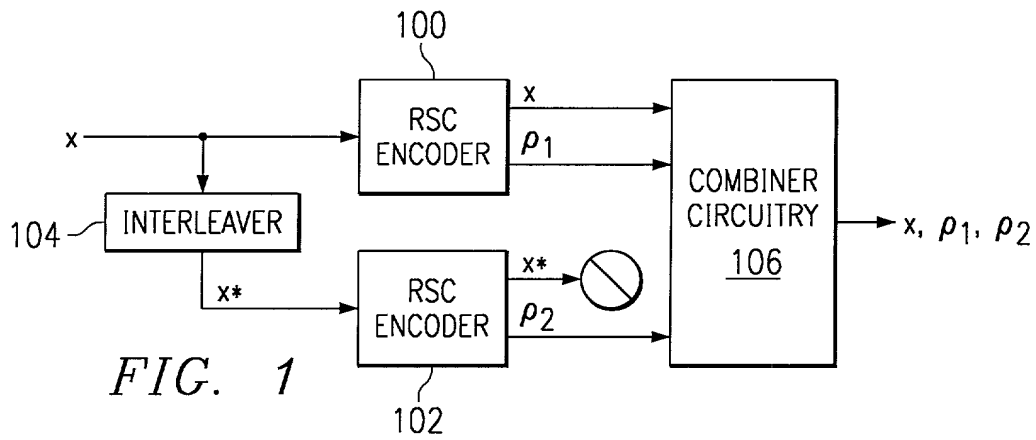 100
x
RSC
ENCODER
x
ρ1
104
INTERLEAVER
x*
RSC
ENCODER
x*
ρ2
102
COMBINER
CIRCUITRY
106
x, ρ1, ρ2
FIG. 1